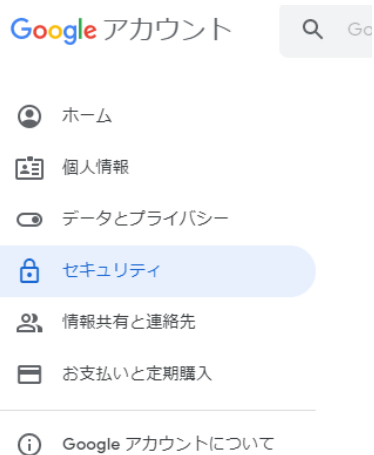 Google アカウント
Go
ホーム
個人情報
データとプライバシー
セキュリティ
情報共有と連絡先
お支払いと定期購入
Google アカウントについて